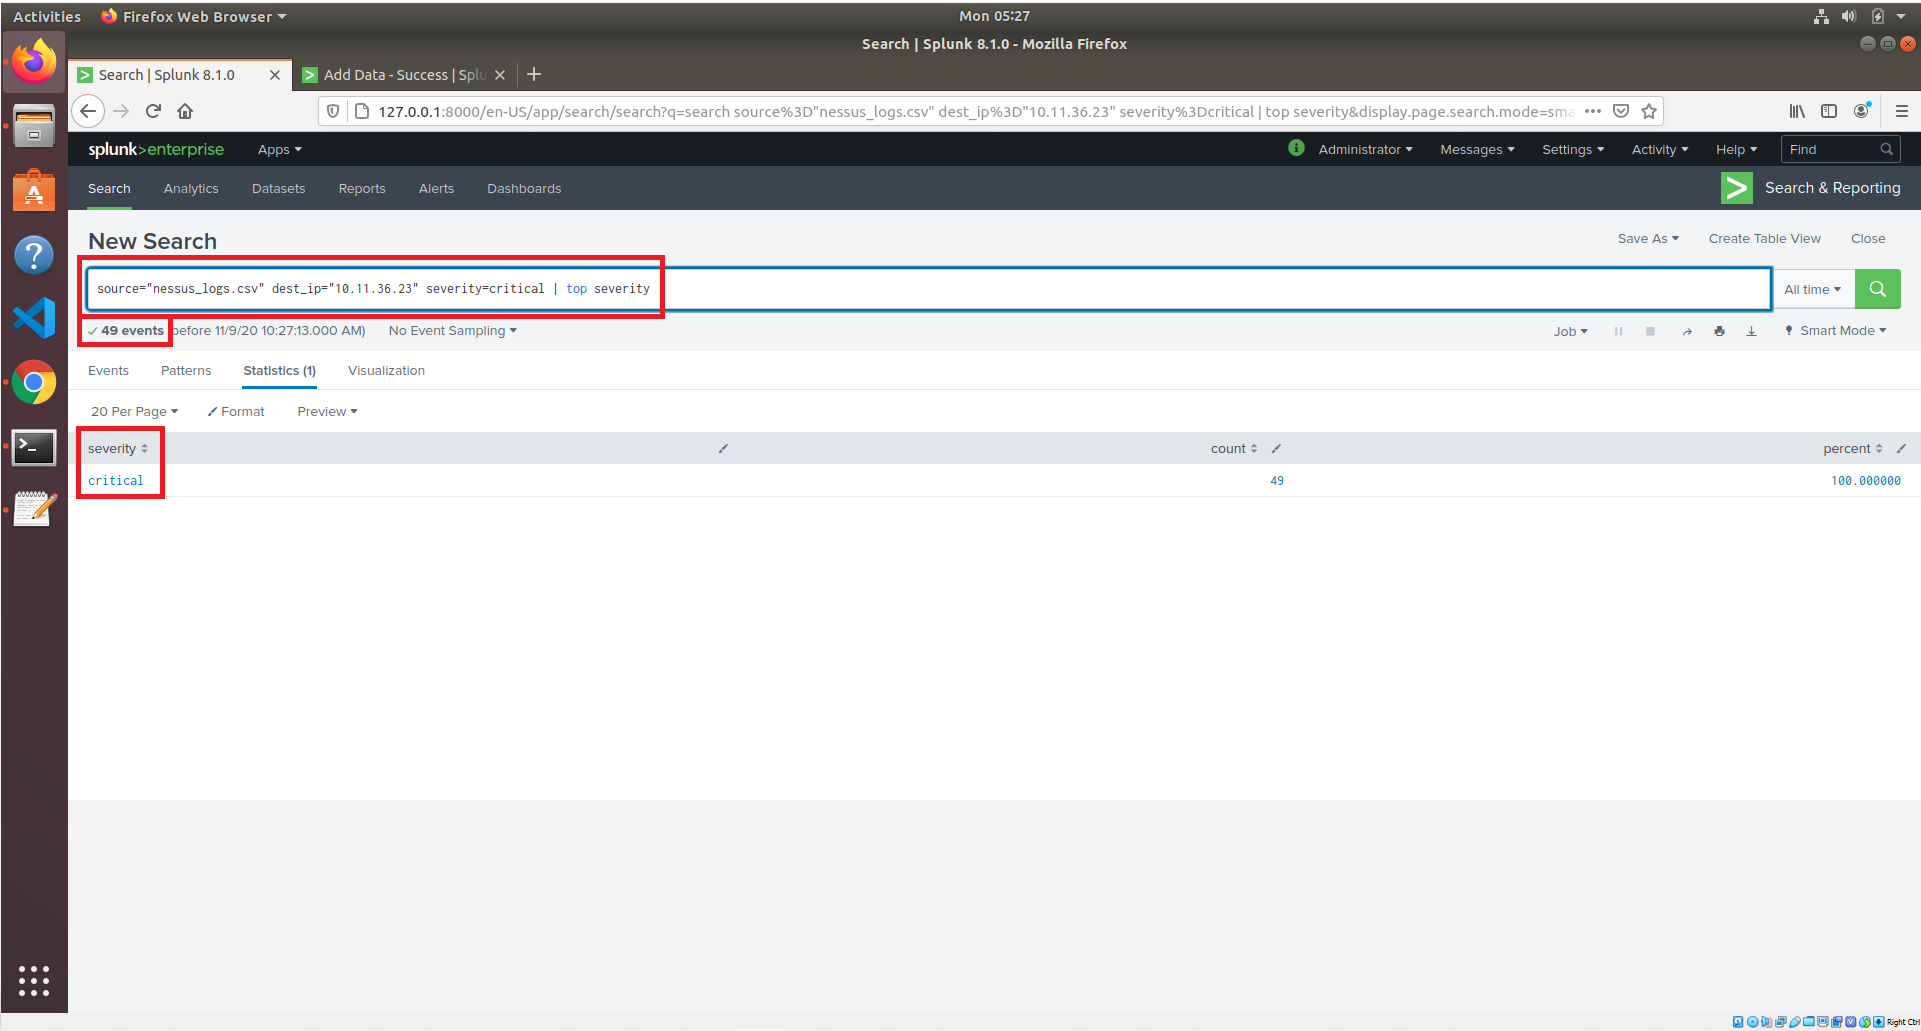 Activities Firefox Web Browser Mon 05:27
Search | Splunk 8.1.0 - Mozilla Firefox
Search | Splunk 8.1.0 Add Data - Success | Splu
127.0.0.1:8000/en-US/app/search/search?q=search source%3D"nessus_logs.csv" dest_ip%3D"10.11.36.23" severity%3Dcritical | top severity&display.page.search.mode=sma
splunk>enterprise Apps Administrator Messages Settings Activity Help Find
Search Analytics Datasets Reports Alerts Dashboards Search & Reporting
New Search Save As Create Table View Close
source="nessus_logs.csv" dest_ip="10.11.36.23" severity=critical | top severity All time
49 events before 11/9/20 10:27:13.000 AM) No Event Sampling Job Smart Mode
Events Patterns Statistics (1) Visualization
20 Per Page Format Preview
severity count percent
critical 49 100.000000
Right Ctrl